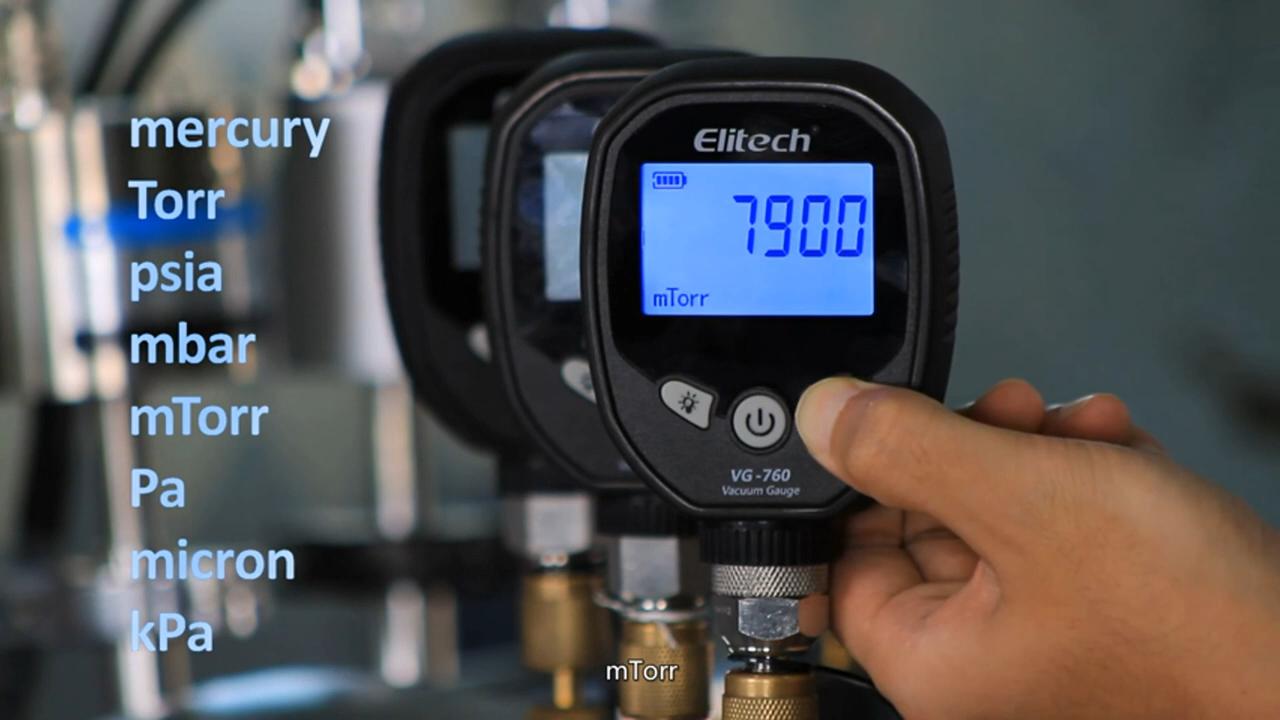 mercury
Torr
psia
mbar
mTorr
Pa
micron
kPa
Elitech
7900
mTorr
VG-760
Vacuum Gauge
mTorr